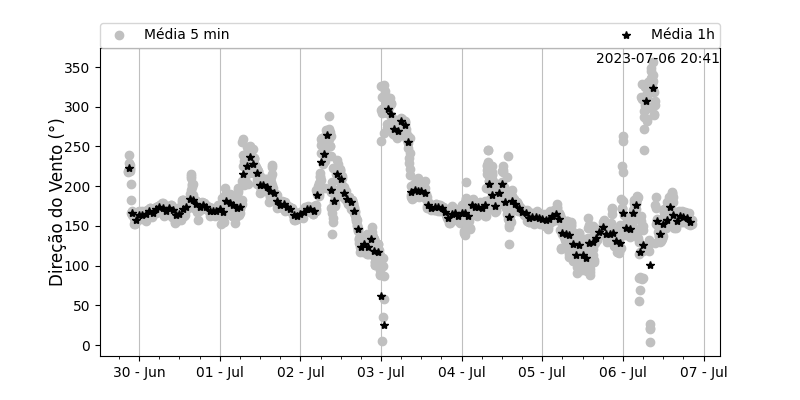 Média 5 min
Média 1h
2023-07-06 20:41
Direção do Vento (°)
350
300
250
200
150
100
50
0
30 - Jun
01 - Jul
02 - Jul
03 - Jul
04 - Jul
05 - Jul
06 - Jul
07 - Jul